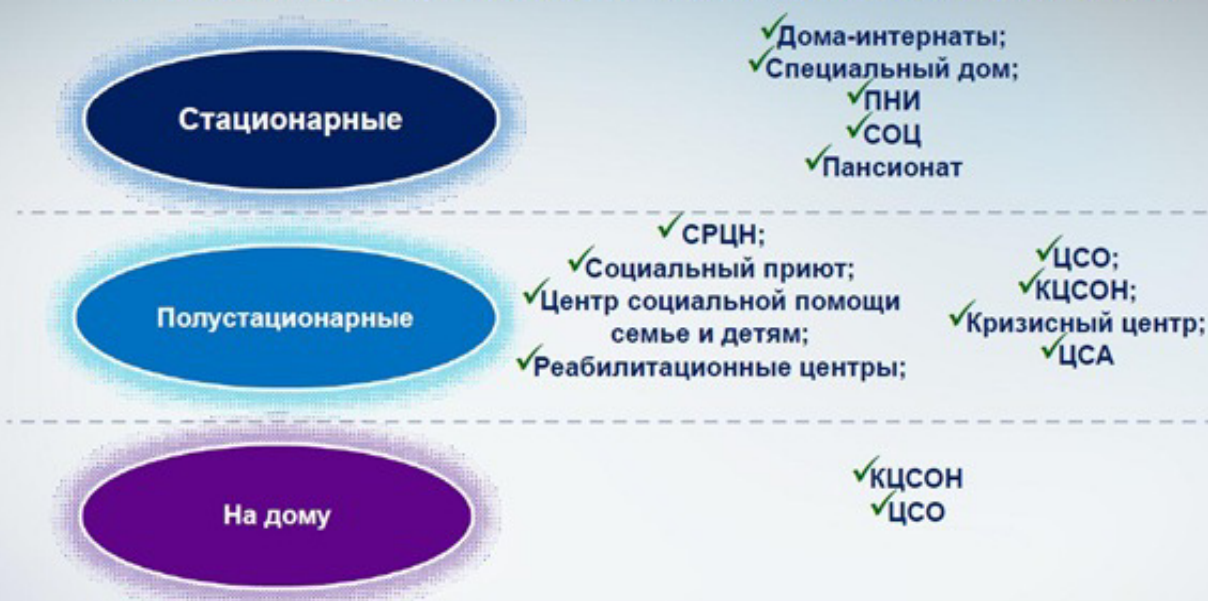 Стационарные
Дома-интернаты;
Специальный дом;
ПНИ
СОЦ
Пансионат
Полустационарные
СРЦН;
Социальный приют;
Центр социальной помощи
семье и детям;
Реабилитационные центры;
ЦСО;
КЦСОН;
Кризисный центр;
ЦСА
На дому
КЦСОН
ЦСО